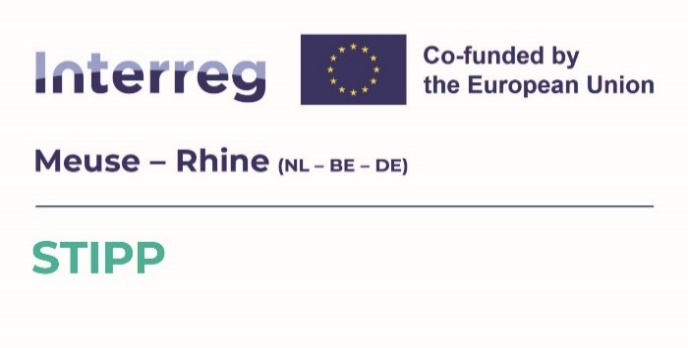 Interreg
Co-funded by
the European Union
Meuse – Rhine (NL – BE – DE)
STIPP